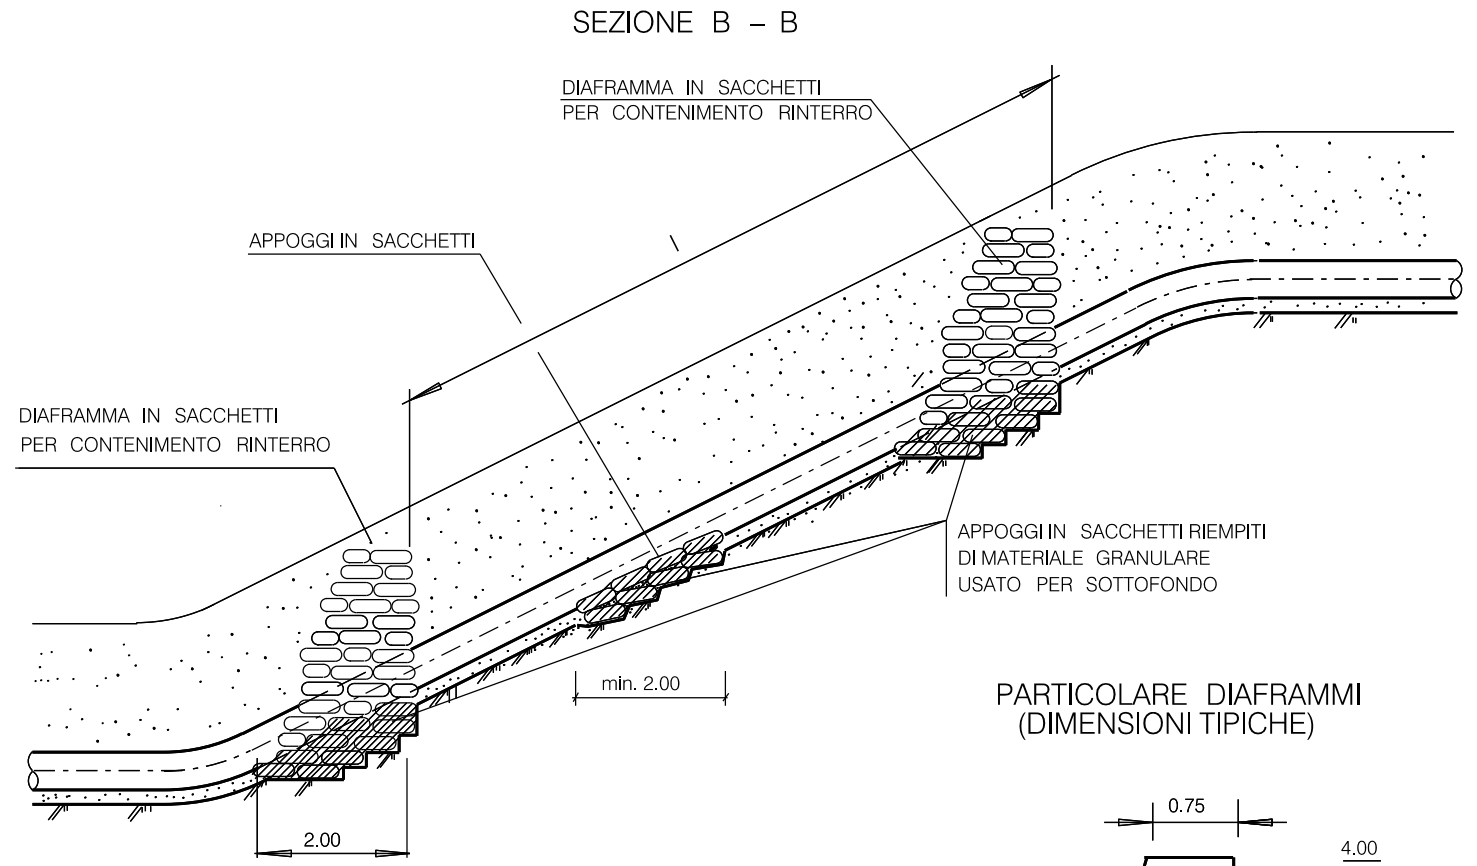 SEZIONE B – B
DIAFRAMMA IN SACCHETTI
PER CONTENIMENTO RINTERRO
APPOGGI IN SACCHETTI
DIAFRAMMA IN SACCHETTI
PER CONTENIMENTO RINTERRO
APPOGGI IN SACCHETTI RIEMPITI
DI MATERIALE GRANULARE
USATO PER SOTTOFONDO
min. 2.00
PARTICOLARE DIAFRAMMI
(DIMENSIONI TIPICHE)
0.75
2.00
4.00